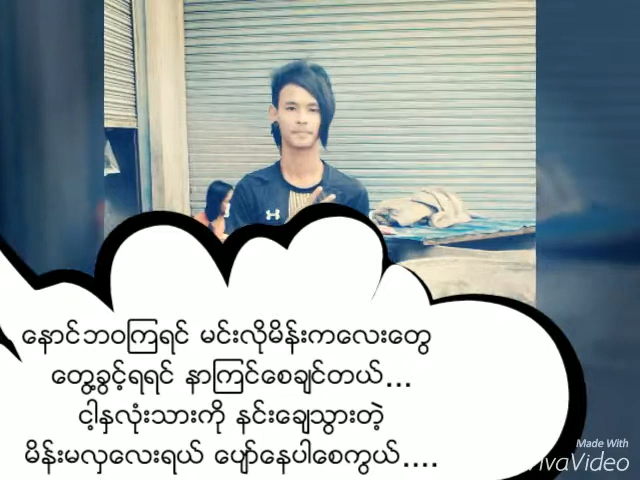 နောင်ဘဝကြရင် မင်းလိုမိန်းကလေးတွေ
တွေ့ခွင့်ရရင် နာကြင်စေချင်တယ်...
ငါ့နှလုံးသားကို နင်းချေသွားတဲ့
မိန်းမလှလေးရယ် ပျော်နေပါစေကွယ်....
Made With
VivaVideo